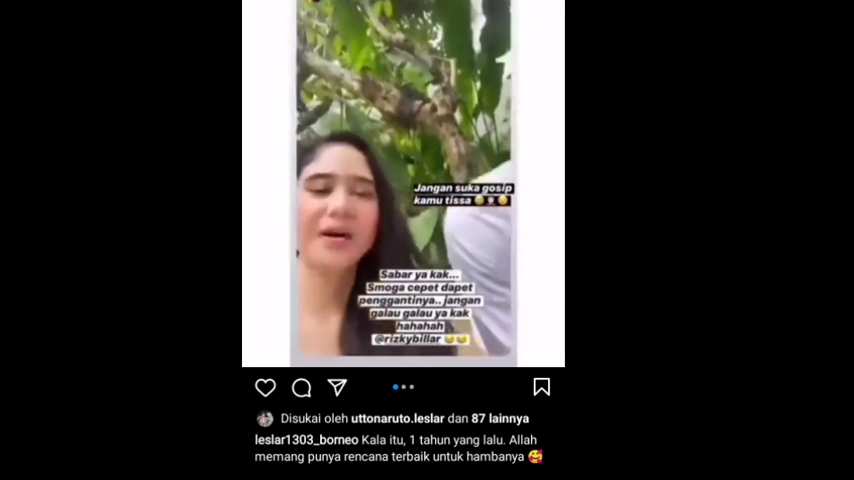 Jangan suka gosip
kamu tissa
Sabar ya kak...
Smoga cepet dapet
penggantinya.. jangan
galau galau ya kak
hahahah
@rizkybillar
Disukai oleh uttonaruto.leslar dan 87 lainnya
leslar1303_borneo Kala itu, 1 tahun yang lalu. Allah
memang punya rencana terbaik untuk hambanya